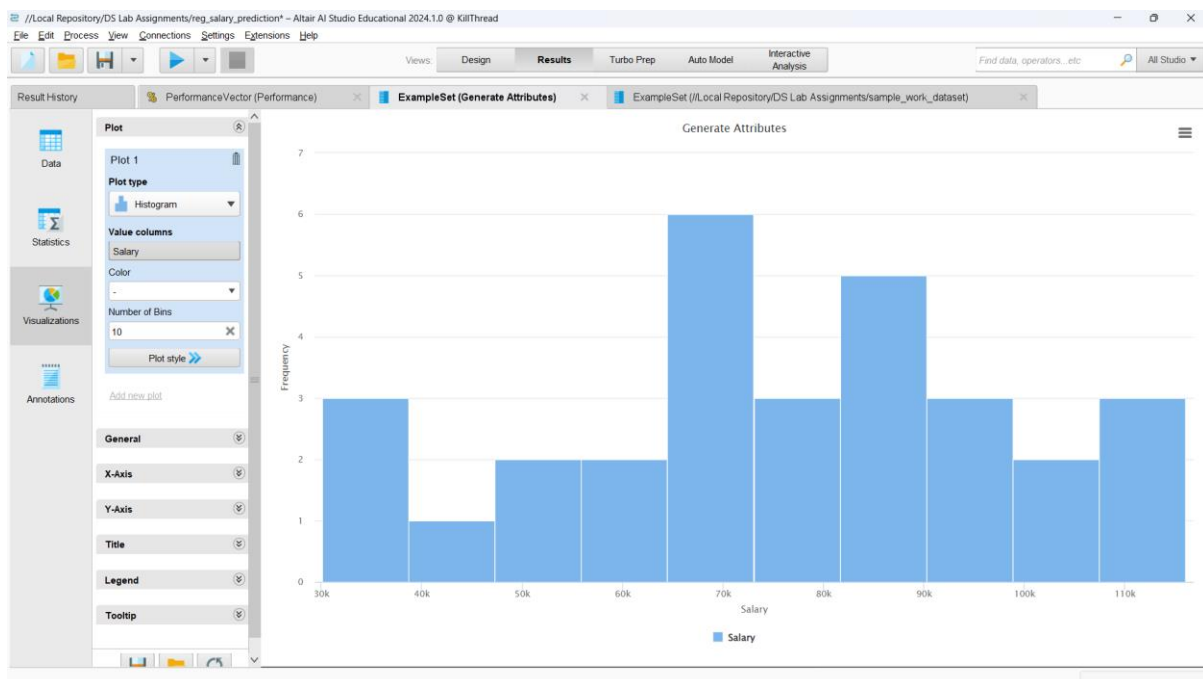 //Local Repository/DS Lab Assignments/reg_salary_prediction* – Altair AI Studio Educational 2024.1.0 @ KillThread
File Edit Process View Connections Settings Extensions Help
Views: Design Results Turbo Prep Auto Model Interactive Analysis Find data, operators...etc All Studio
Result History PerformanceVector (Performance) ExampleSet (Generate Attributes) ExampleSet (//Local Repository/DS Lab Assignments/sample_work_dataset)
Data
Statistics
Visualizations
Annotations
Plot
Plot 1
Plot type
Histogram
Value columns
Salary
Color
-
Number of Bins
10
Plot style
Add new plot
General
X-Axis
Y-Axis
Title
Legend
Tooltip
Generate Attributes
7
6
5
4
3
2
1
0
Frequency
30k 40k 50k 60k 70k 80k 90k 100k 110k
Salary
Salary